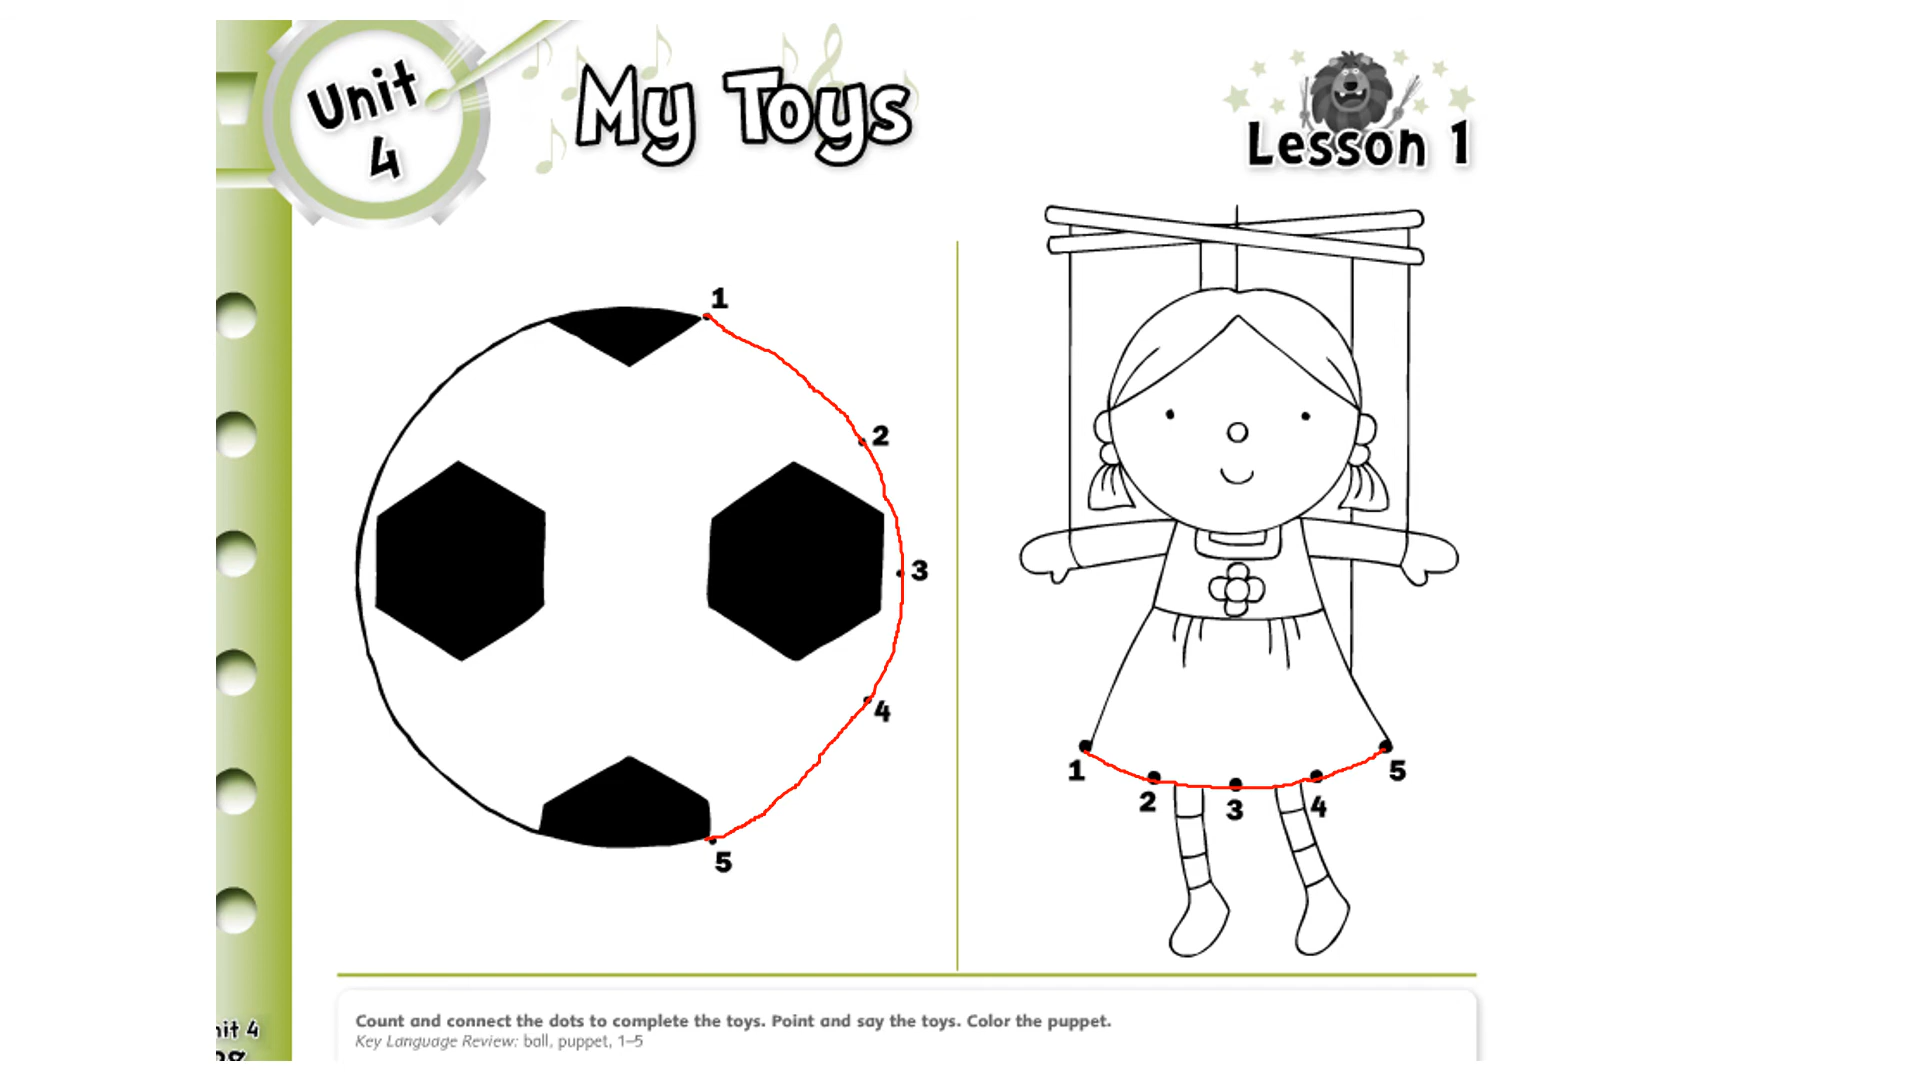 Unit
4
My Toys
Lesson 1
1
2
3
4
5
1
2
3
4
5
Count and connect the dots to complete the toys. Point and say the toys. Color the puppet.
Key Language Review: ball, puppet, 1–5
nit 4